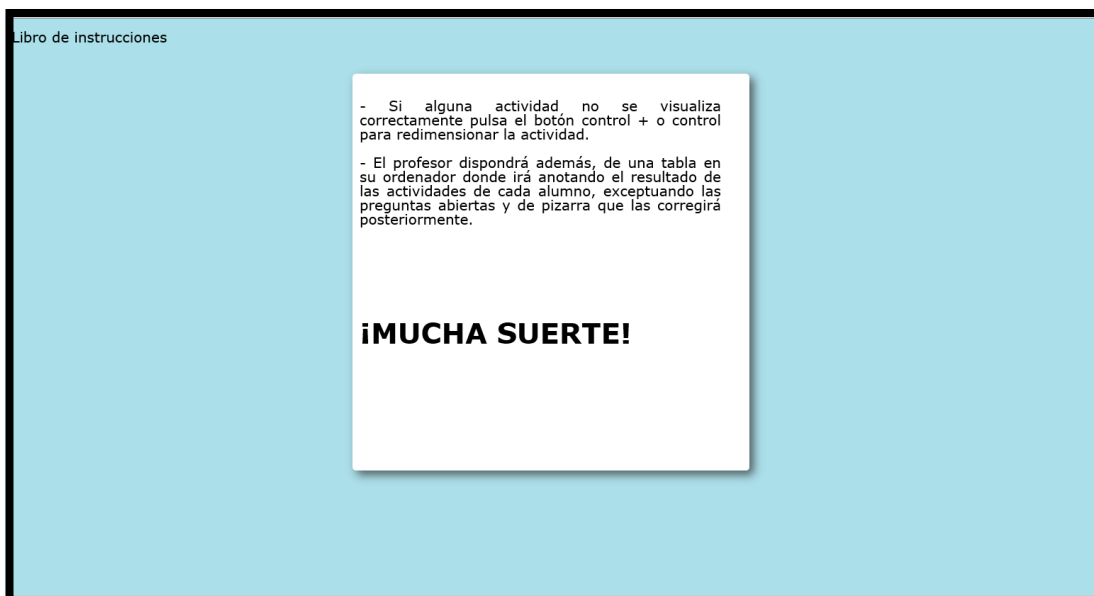 Libro de instrucciones
- Si alguna actividad no se visualiza
correctamente pulsa el botón control + o control
para redimensionar la actividad.
- El profesor dispondrá además, de una tabla en
su ordenador donde irá anotando el resultado de
las actividades de cada alumno, exceptuando las
preguntas abiertas y de pizarra que las corregirá
posteriormente.
¡MUCHA SUERTE!